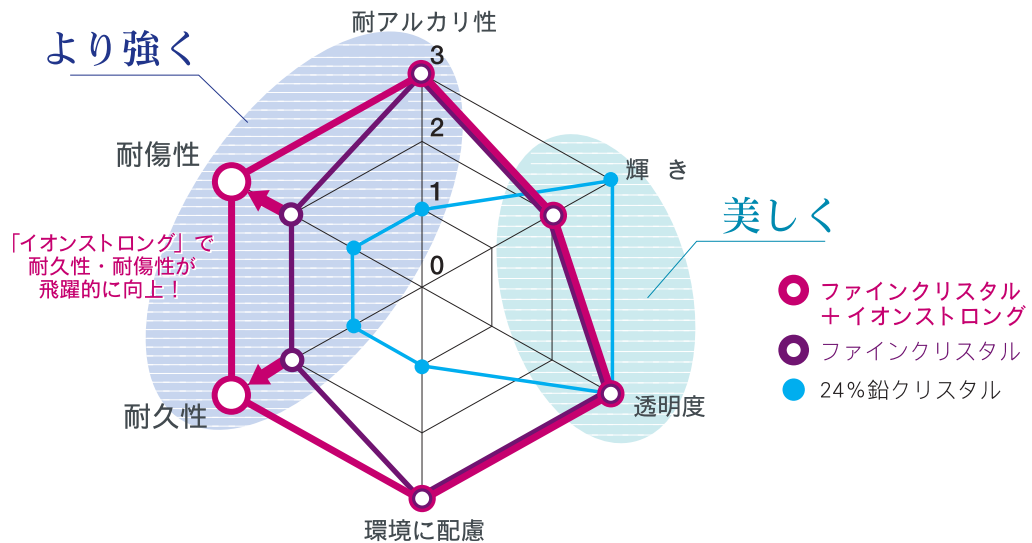 耐アルカリ性
より強く
3
2
耐傷性
輝き
1
美しく
「イオンストロング」で
耐久性・耐傷性が
飛躍的に向上！
0
ファインクリスタル
＋イオンストロング
ファインクリスタル
24％鉛クリスタル
耐久性
透明度
環境に配慮